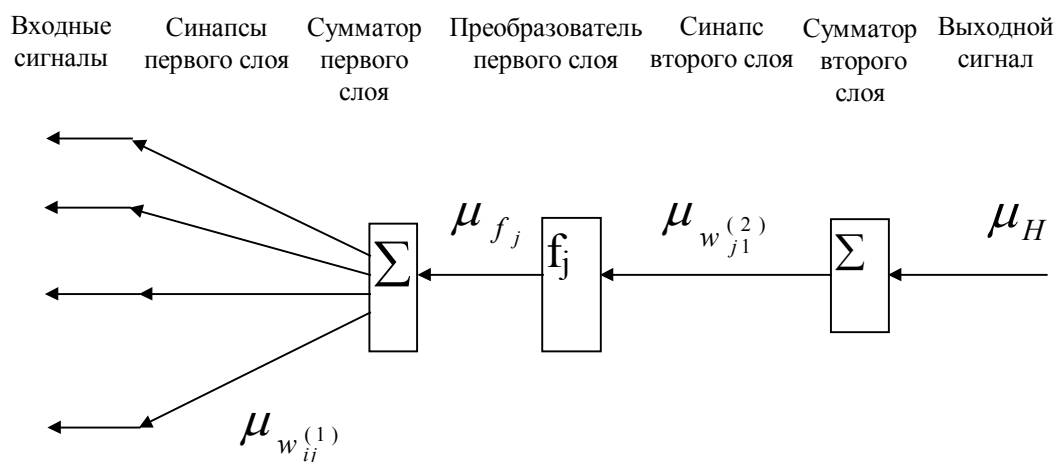 Входные сигналы
Синапсы первого слоя
Сумматор первого слоя
Преобразователь первого слоя
Синапс второго слоя
Сумматор второго слоя
Выходной сигнал
Σ
μ_{f_j}
f_j
μ_{w_{j1}^{(2)}}
Σ
μ_H
μ_{w_{ij}^{(1)}}